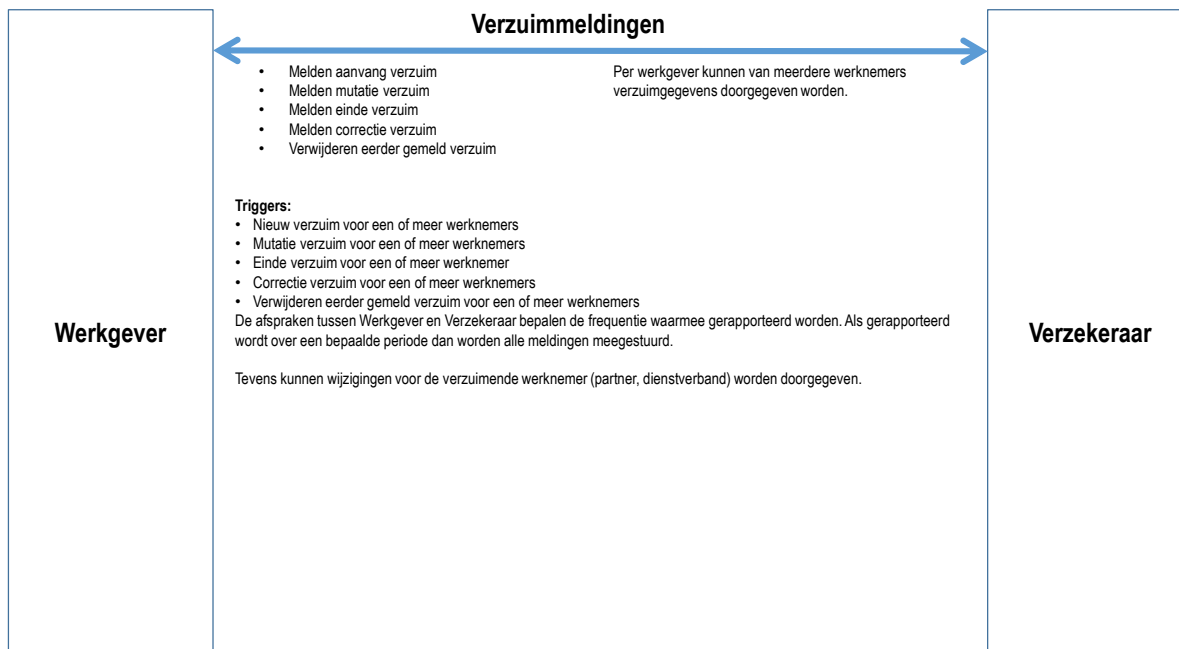 Verzuimmeldingen
• Melden aanvang verzuim
• Melden mutatie verzuim
• Melden einde verzuim
• Melden correctie verzuim
• Verwijderen eerder gemeld verzuim
Per werkgever kunnen van meerdere werknemers
verzuimgegevens doorgegeven worden.
Triggers:
• Nieuw verzuim voor een of meer werknemers
• Mutatie verzuim voor een of meer werknemers
• Einde verzuim voor een of meer werknemer
• Correctie verzuim voor een of meer werknemers
• Verwijderen eerder gemeld verzuim voor een of meer werknemers
De afspraken tussen Werkgever en Verzekeraar bepalen de frequentie waarmee gerapporteerd worden. Als gerapporteerd
wordt over een bepaalde periode dan worden alle meldingen meegestuurd.
Tevens kunnen wijzigingen voor de verzuimende werknemer (partner, dienstverband) worden doorgegeven.
Werkgever
Verzekeraar